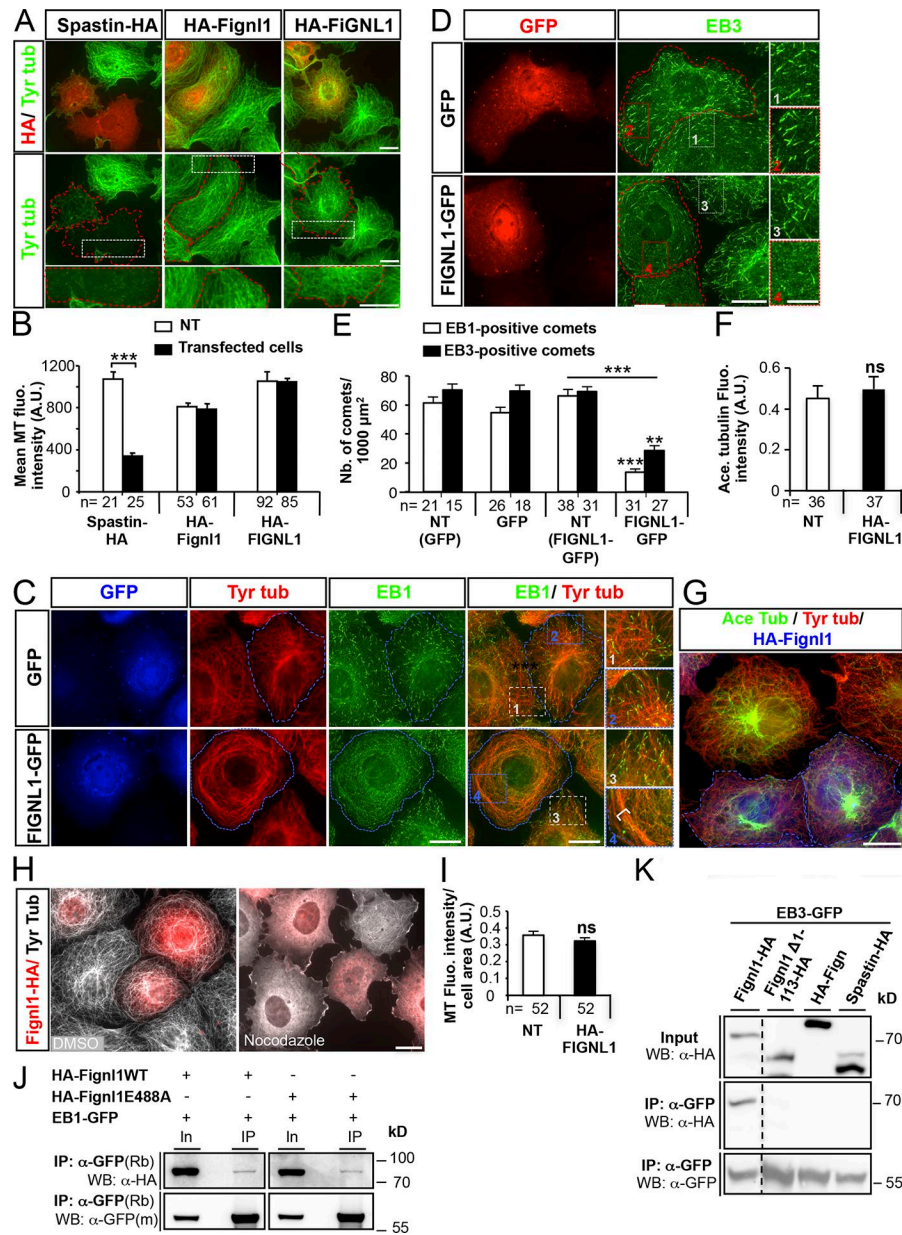 A
Spastin-HA HA-Fignl1 HA-FiGNL1
HA/ Tyr tub
Tyr tub
B
NT
Transfected cells
Mean MT fluo.
intensity (A.U.)
1200
800
400
0
***
n= 21 25 53 61 92 85
Spastin-
HA
HA-
Fignl1
HA-
FIGNL1
D
GFP EB3
GFP
FIGNL1-GFP
1
2
1
2
3
4
3
4
E
EB1-positive comets
EB3-positive comets
Nb. of comets/
1000 µm²
100
80
60
40
20
0
***
***
**
n= 21 15 26 18 38 31 31 27
NT
(GFP)
GFP
NT
(FIGNL1-
GFP)
FIGNL1-
GFP
F
Ace. tubulin Fluo.
intensity (A.U.)
0.6
0.4
0.2
0
ns
n= 36 37
NT
HA-
FIGNL1
C
GFP Tyr tub EB1 EB1/ Tyr tub
GFP
FIGNL1-GFP
***
1
2
1
2
3
4
3
4
G
Ace Tub / Tyr tub/
HA-Fignl1
H
Fignl1-HA/ Tyr Tub
DMSO
Nocodazole
I
MT Fluo. intensity/
cell area (A.U.)
0.4
0.3
0.2
0.1
0
ns
n= 52 52
NT
HA-
FIGNL1
J
HA-Fignl1WT + + - -
HA-Fignl1E488A - - + +
EB1-GFP + + + +
In IP In IP kD
IP: α-GFP(Rb)
WB: α-HA
100
70
IP: α-GFP(Rb)
WB: α-GFP(m)
55
K
EB3-GFP
Fignl1-HA
Fignl1 Δ1-
113-HA
HA-Fign
Spastin-HA
kD
Input
WB: α-HA
70
IP: α-GFP
WB: α-HA
70
IP: α-GFP
WB: α-GFP
55